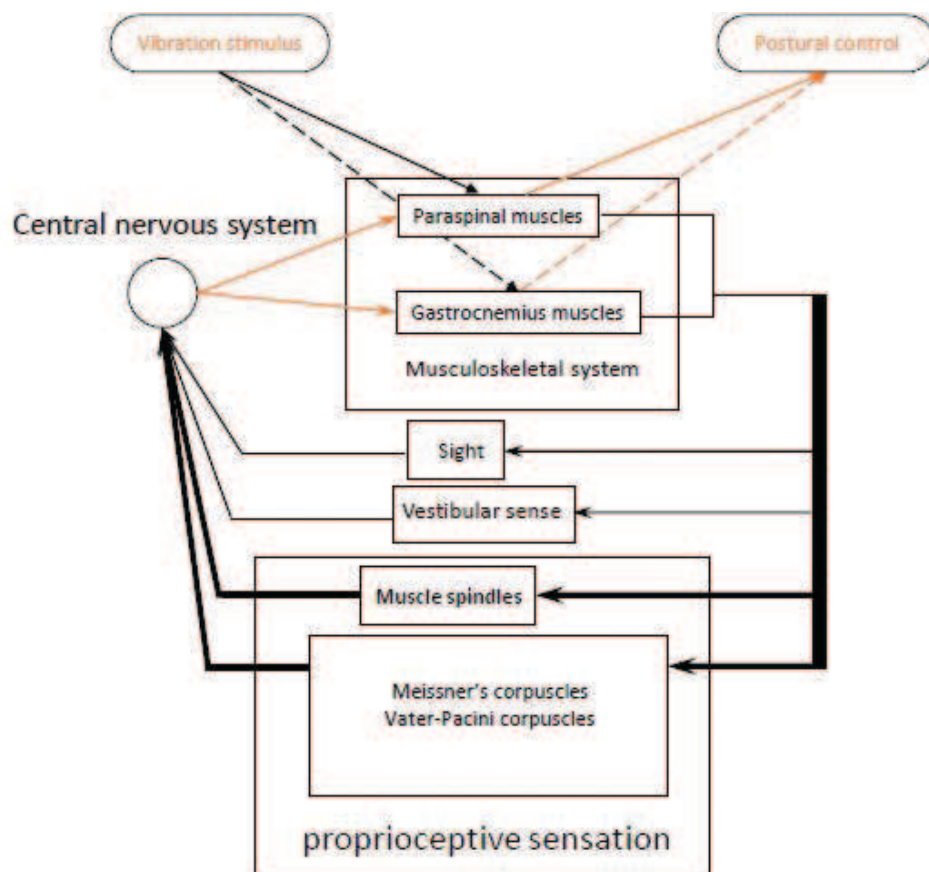 Vibration stimulus
Postural control
Central nervous system
Paraspinal muscles
Gastrocnemius muscles
Musculoskeletal system
Sight
Vestibular sense
Muscle spindles
Meissner's corpuscles
Vater-Pacini corpuscles
proprioceptive sensation